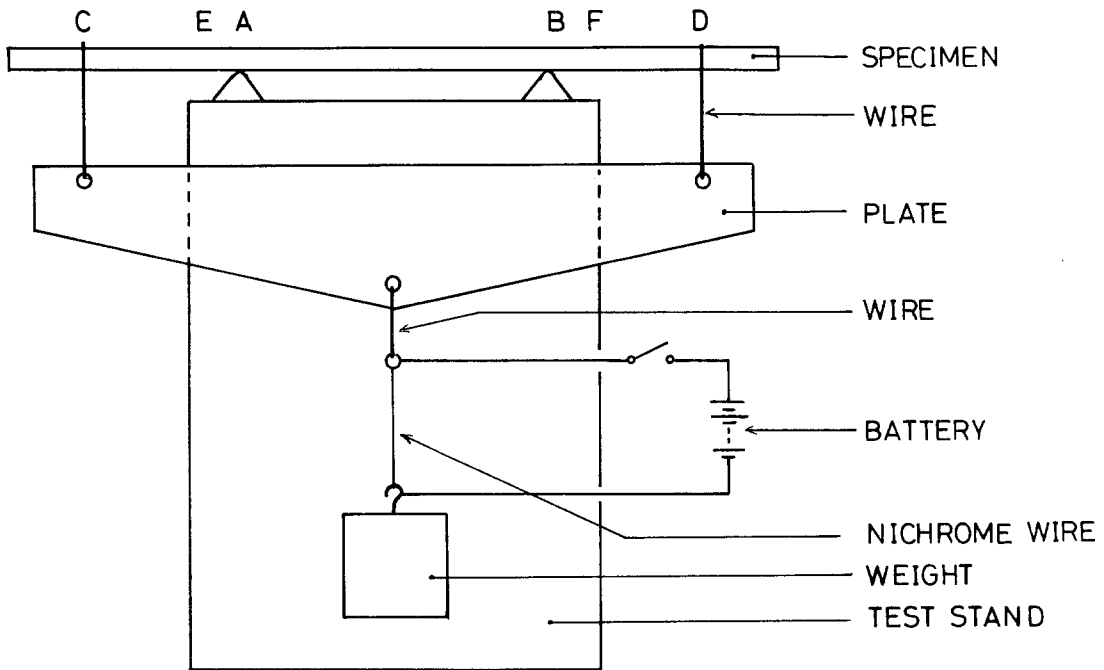 C E A B F D
SPECIMEN
WIRE
PLATE
WIRE
BATTERY
NICHROME WIRE
WEIGHT
TEST STAND